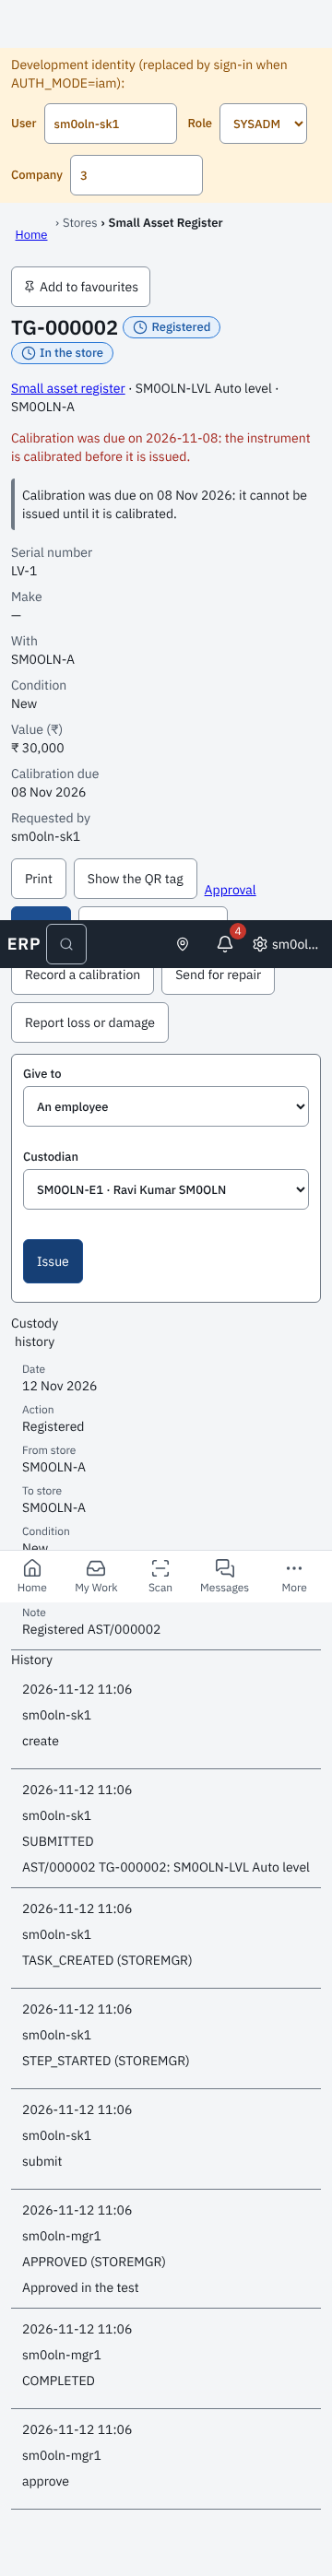 Development identity (replaced by sign-in when
AUTH_MODE=iam):
User sm0oln-sk1 Role SYSADM
Company 3
Home › Stores › Small Asset Register
Add to favourites
TG-000002 Registered
In the store
Small asset register · SM0OLN-LVL Auto level ·
SM0OLN-A
Calibration was due on 2026-11-08: the instrument
is calibrated before it is issued.
Calibration was due on 08 Nov 2026: it cannot be
issued until it is calibrated.
Serial number
LV-1
Make
—
With
SM0OLN-A
Condition
New
Value (₹)
₹ 30,000
Calibration due
08 Nov 2026
Requested by
sm0oln-sk1
Print Show the QR tag Approval
ERP 4 sm0ol...
Record a calibration Send for repair
Report loss or damage
Give to
An employee
Custodian
SM0OLN-E1 · Ravi Kumar SM0OLN
Issue
Custody
history
Date
12 Nov 2026
Action
Registered
From store
SM0OLN-A
To store
SM0OLN-A
Condition
New
Home My Work Scan Messages More
Note
Registered AST/000002
History
2026-11-12 11:06
sm0oln-sk1
create
2026-11-12 11:06
sm0oln-sk1
SUBMITTED
AST/000002 TG-000002: SM0OLN-LVL Auto level
2026-11-12 11:06
sm0oln-sk1
TASK_CREATED (STOREMGR)
2026-11-12 11:06
sm0oln-sk1
STEP_STARTED (STOREMGR)
2026-11-12 11:06
sm0oln-sk1
submit
2026-11-12 11:06
sm0oln-mgr1
APPROVED (STOREMGR)
Approved in the test
2026-11-12 11:06
sm0oln-mgr1
COMPLETED
2026-11-12 11:06
sm0oln-mgr1
approve